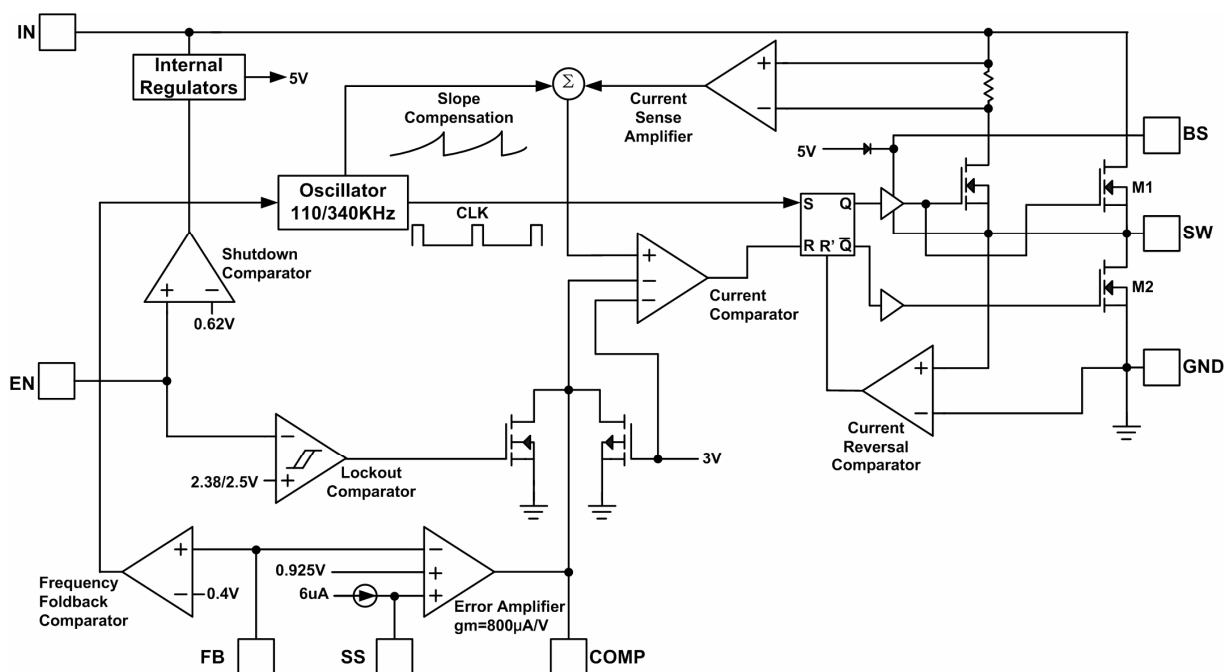 IN
Internal
Regulators
5V
Σ
+
−
Current
Sense
Amplifier
Slope
Compensation
5V
BS
Oscillator
110/340KHz
CLK
S Q
R R' Q̅
M1
SW
Shutdown
Comparator
+ −
0.62V
+
−
−
Current
Comparator
M2
EN
GND
+
−
Current
Reversal
Comparator
−
+
2.38/2.5V
Lockout
Comparator
3V
+
−
0.4V
Frequency
Foldback
Comparator
−
+
+
0.925V
6uA
Error Amplifier
gm=800µA/V
FB
SS
COMP